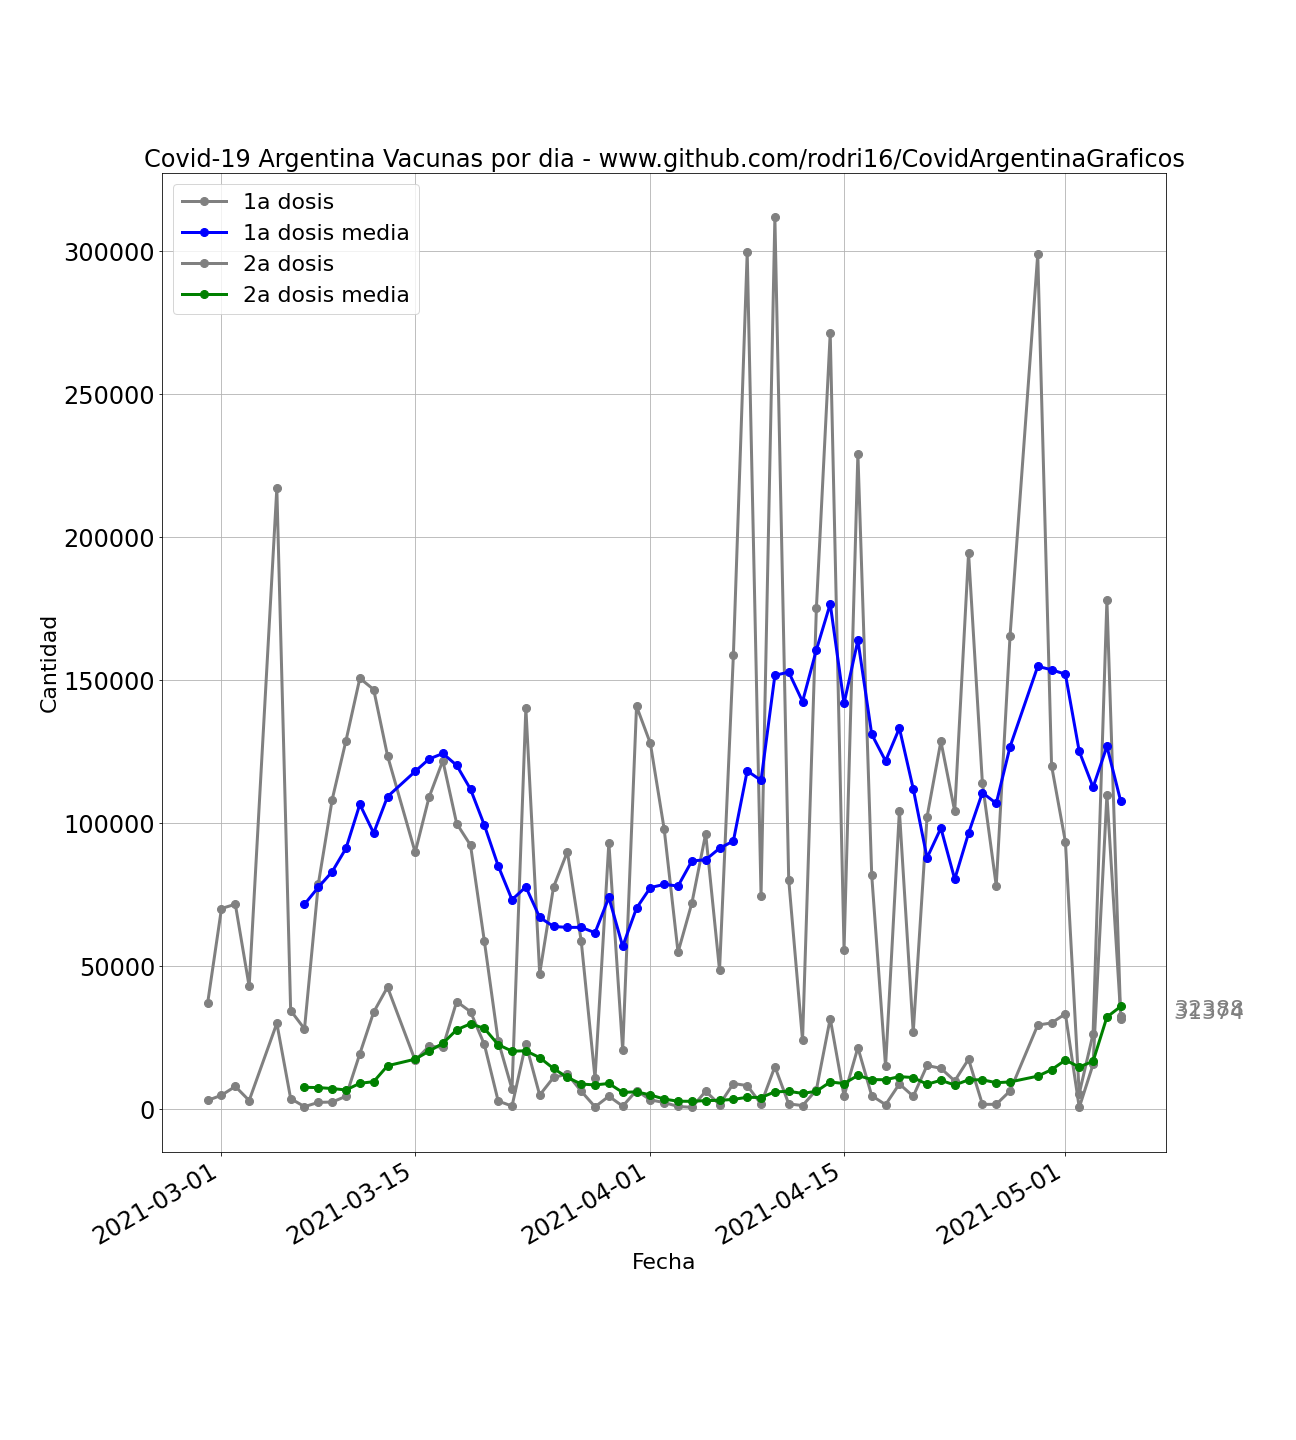 Covid-19 Argentina Vacunas por dia - www.github.com/rodri16/CovidArgentinaGraficos
1a dosis
1a dosis media
2a dosis
2a dosis media
300000
250000
200000
150000
100000
50000
0
Cantidad
31374
2021-03-01
2021-03-15
2021-04-01
2021-04-15
2021-05-01
Fecha